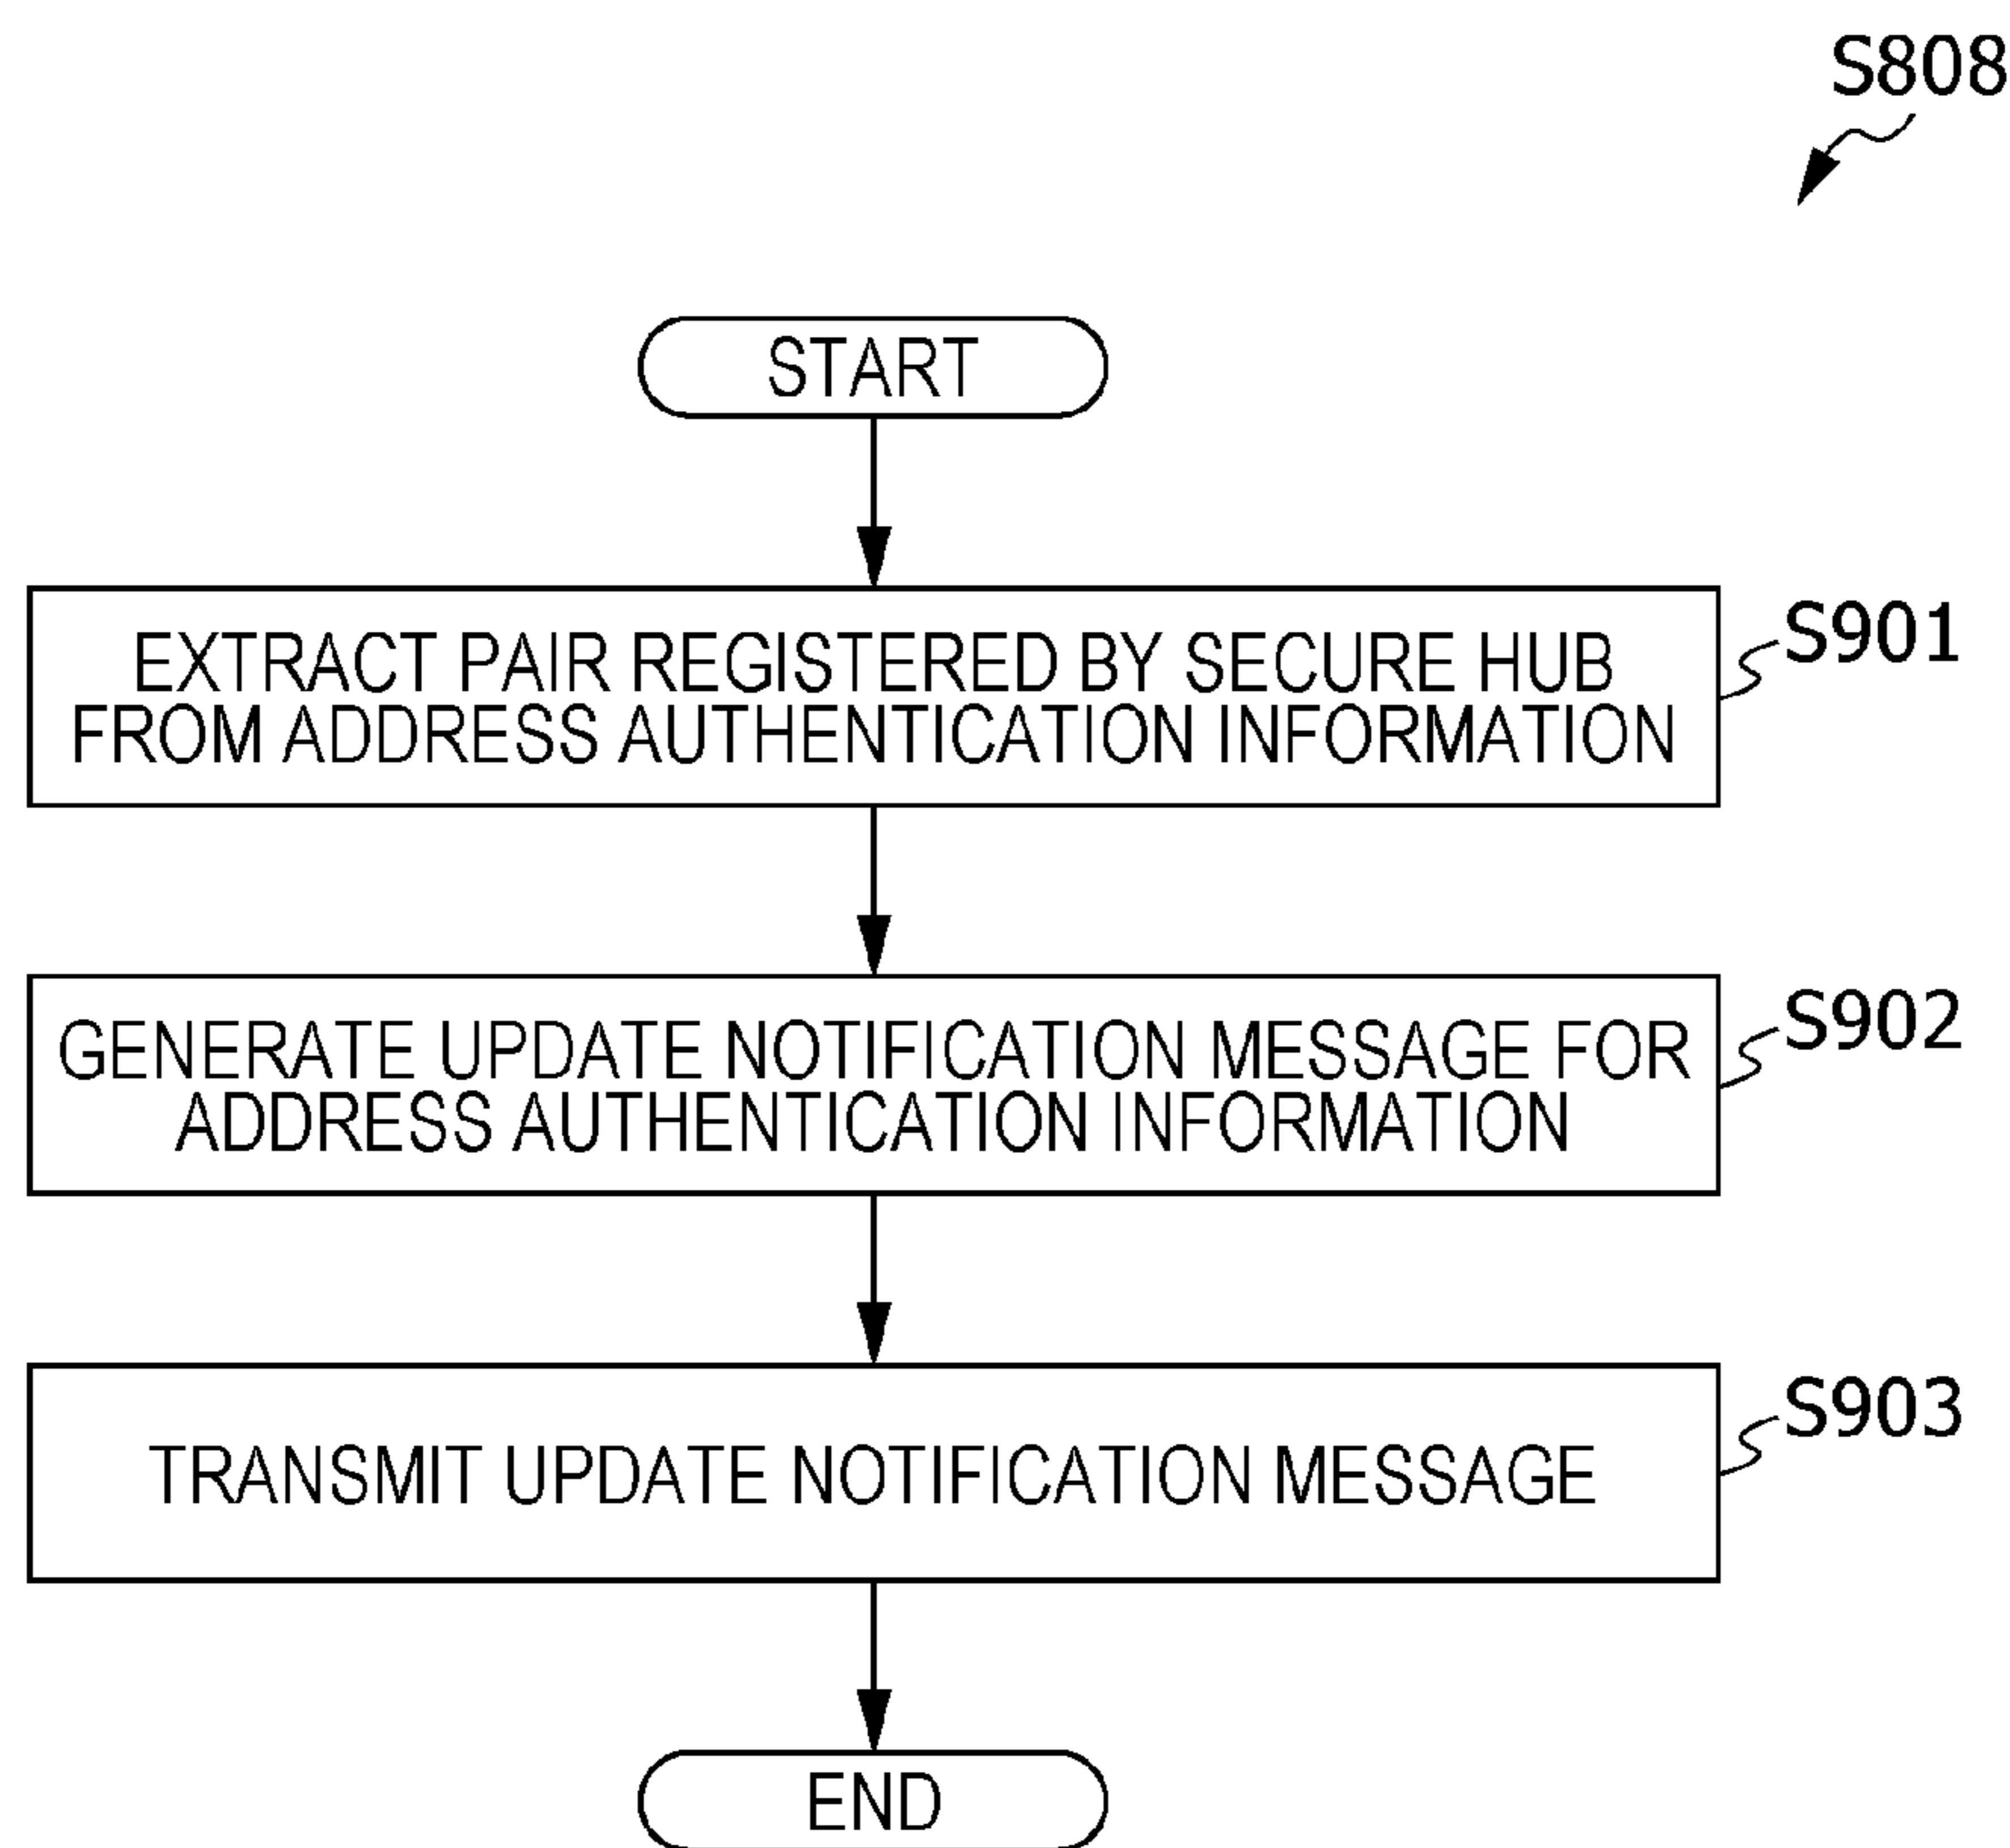 S808
START
EXTRACT PAIR REGISTERED BY SECURE HUB
FROM ADDRESS AUTHENTICATION INFORMATION
S901
GENERATE UPDATE NOTIFICATION MESSAGE FOR
ADDRESS AUTHENTICATION INFORMATION
S902
TRANSMIT UPDATE NOTIFICATION MESSAGE
S903
END